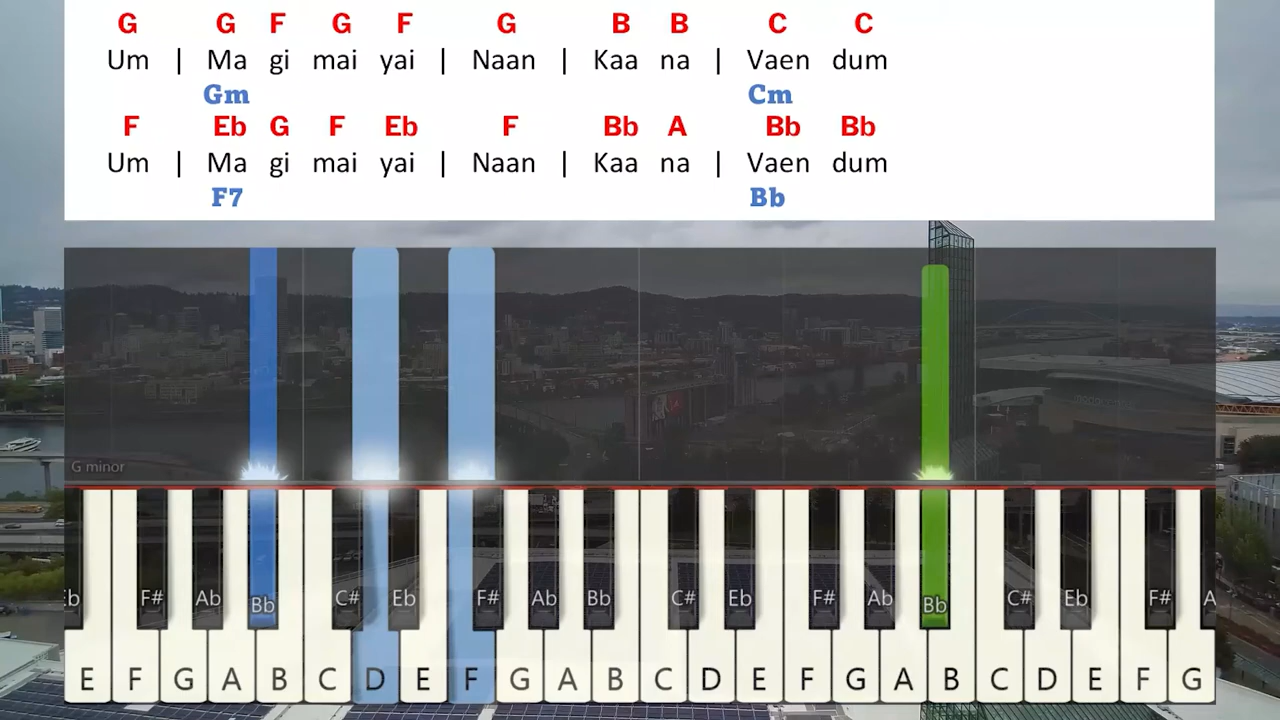 G G F G F G B B C C
Um | Ma gi mai yai | Naan | Kaa na | Vaen dum
Gm Cm
F Eb G F Eb F Bb A Bb Bb
Um | Ma gi mai yai | Naan | Kaa na | Vaen dum
F7 Bb
G minor
Eb F# Ab Bb C# Eb F# Ab Bb C# Eb F# Ab Bb C# Eb F# A
E F G A B C D E F G A B C D E F G A B C D E F G